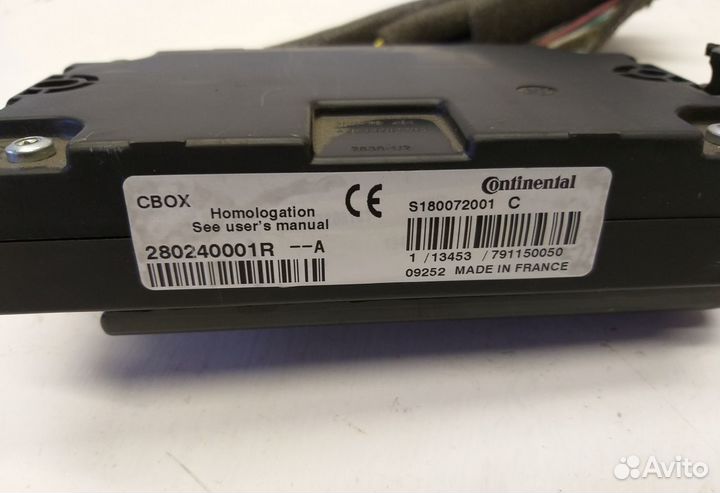 CBOX
Homologation
See user's manual
280240001R --A
CE
Continental
S180072001 C
1 /13453 /791150050
09252 MADE IN FRANCE
Avito